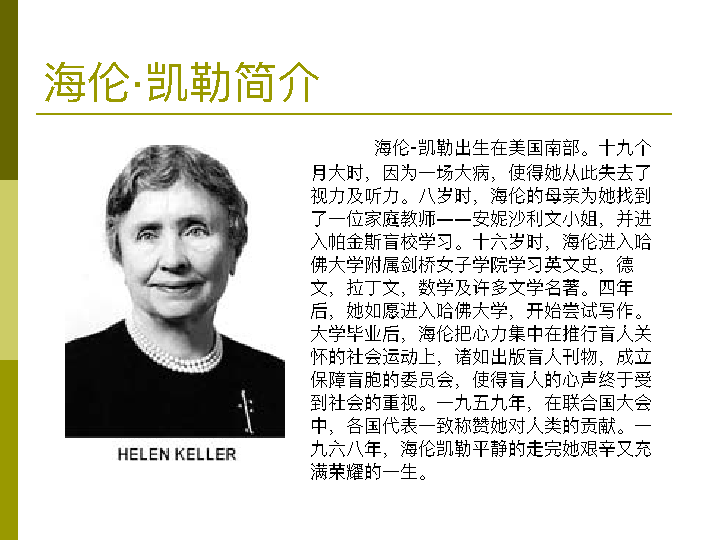 海伦·凯勒简介
海伦-凯勒出生在美国南部。十九个
月大时，因为一场大病，使得她从此失去了
视力及听力。八岁时，海伦的母亲为她找到
了一位家庭教师——安妮沙利文小姐，并进
入帕金斯盲校学习。十六岁时，海伦进入哈
佛大学附属剑桥女子学院学习英文史，德
文，拉丁文，数学及许多文学名著。四年
后，她如愿进入哈佛大学，开始尝试写作。
大学毕业后，海伦把心力集中在推行盲人关
怀的社会运动上，诸如出版盲人刊物，成立
保障盲胞的委员会，使得盲人的心声终于受
到社会的重视。一九五九年，在联合国大会
中，各国代表一致称赞她对人类的贡献。一
九六八年，海伦凯勒平静的走完她艰辛又充
满荣耀的一生。
HELEN KELLER